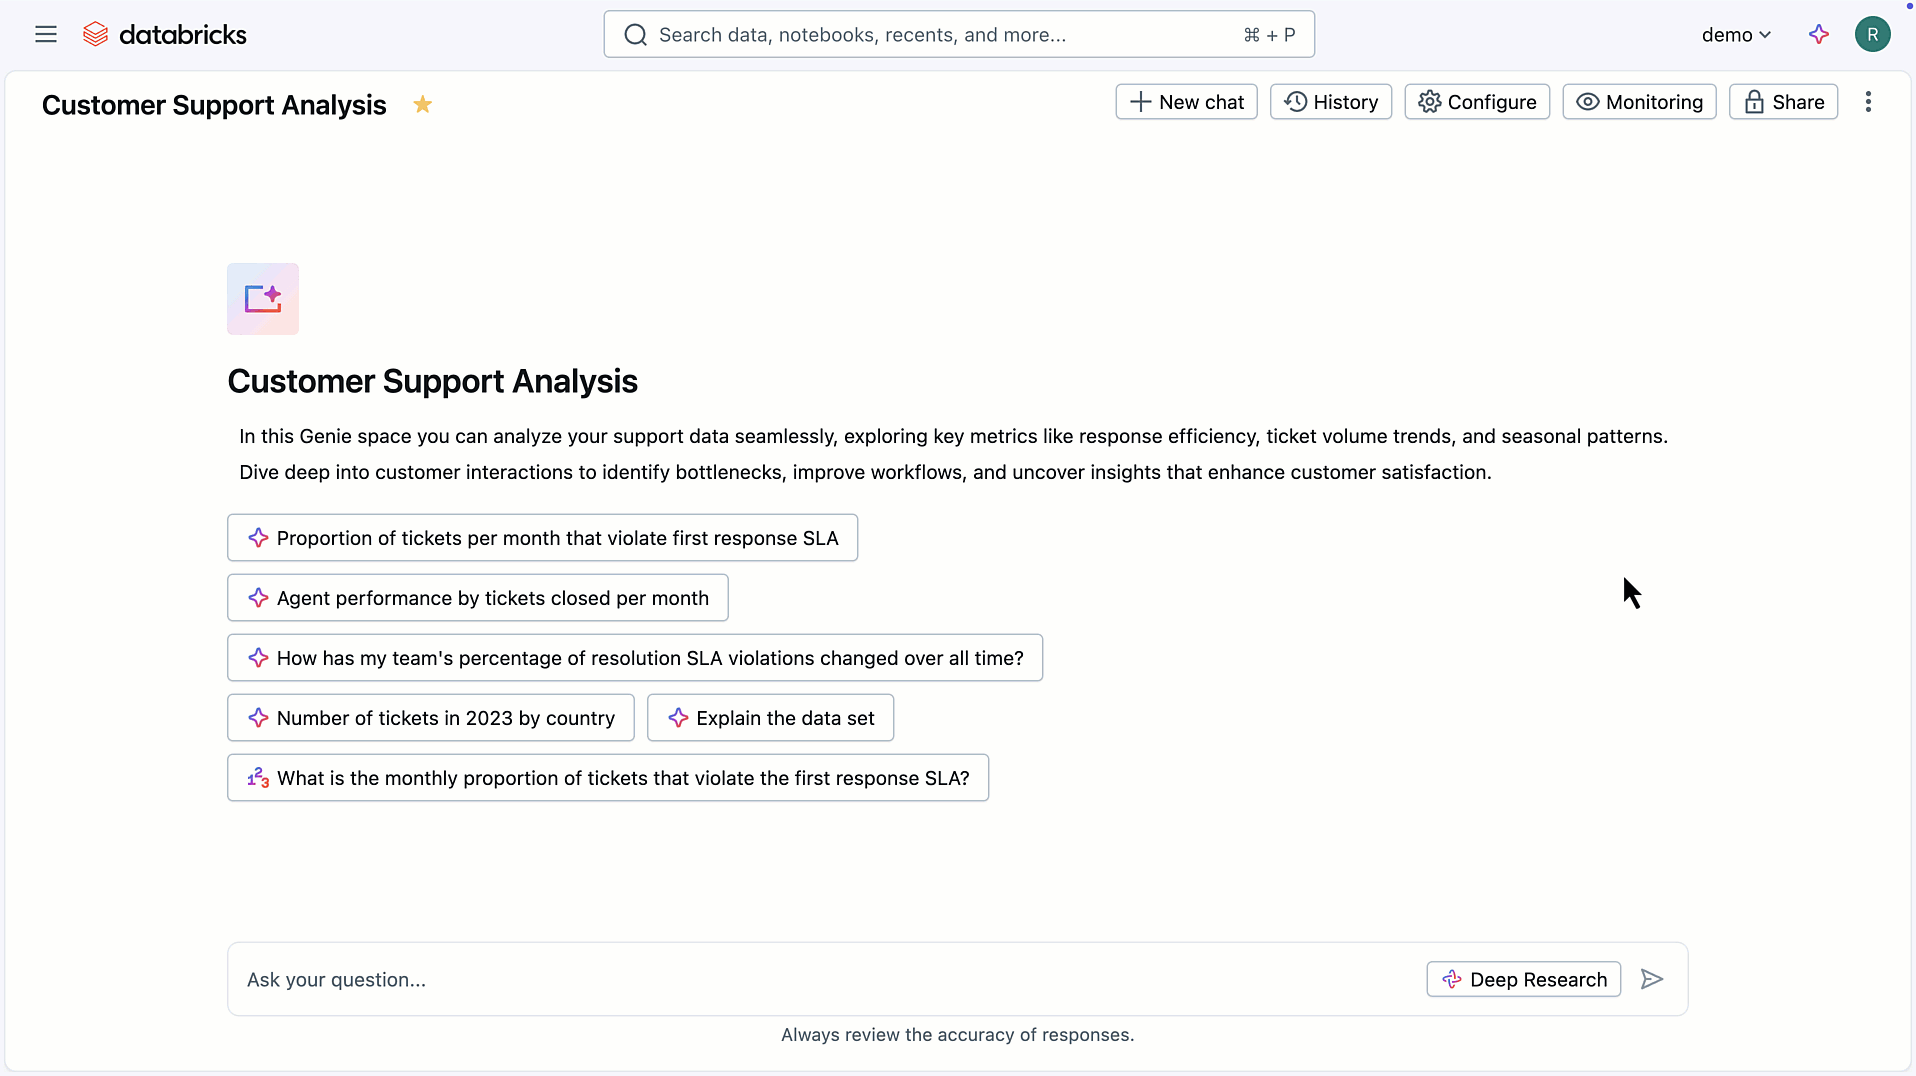 databricks
Search data, notebooks, recents, and more... ⌘ + P
demo
R
Customer Support Analysis
New chat
History
Configure
Monitoring
Share
Customer Support Analysis
In this Genie space you can analyze your support data seamlessly, exploring key metrics like response efficiency, ticket volume trends, and seasonal patterns.
Dive deep into customer interactions to identify bottlenecks, improve workflows, and uncover insights that enhance customer satisfaction.
Proportion of tickets per month that violate first response SLA
Agent performance by tickets closed per month
How has my team's percentage of resolution SLA violations changed over all time?
Number of tickets in 2023 by country
Explain the data set
123 What is the monthly proportion of tickets that violate the first response SLA?
Ask your question...
Deep Research
Always review the accuracy of responses.